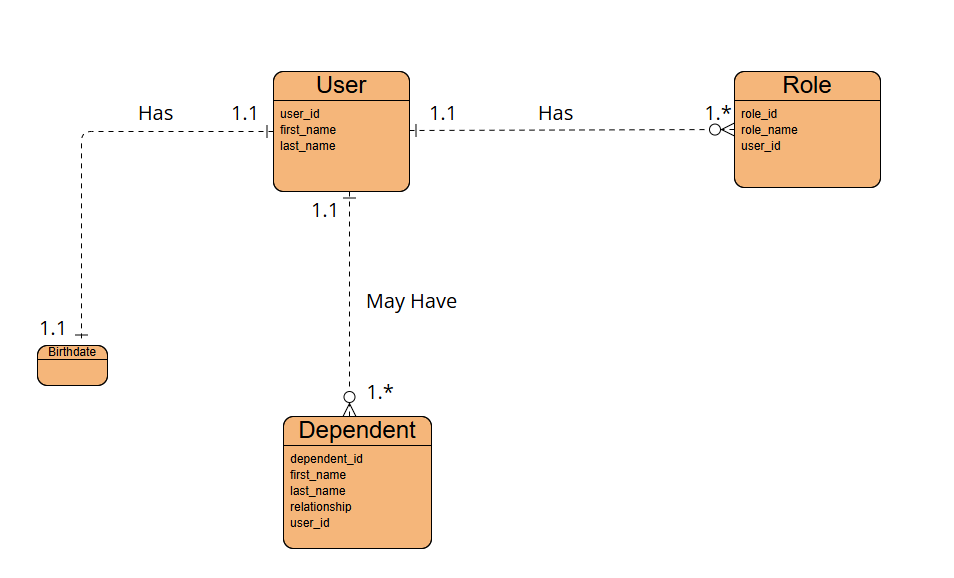 User
user_id
first_name
last_name
Role
role_id
role_name
user_id
Has
1.1
1.1
Has
1.*
1.1
May Have
1.1
Birthdate
1.*
Dependent
dependent_id
first_name
last_name
relationship
user_id